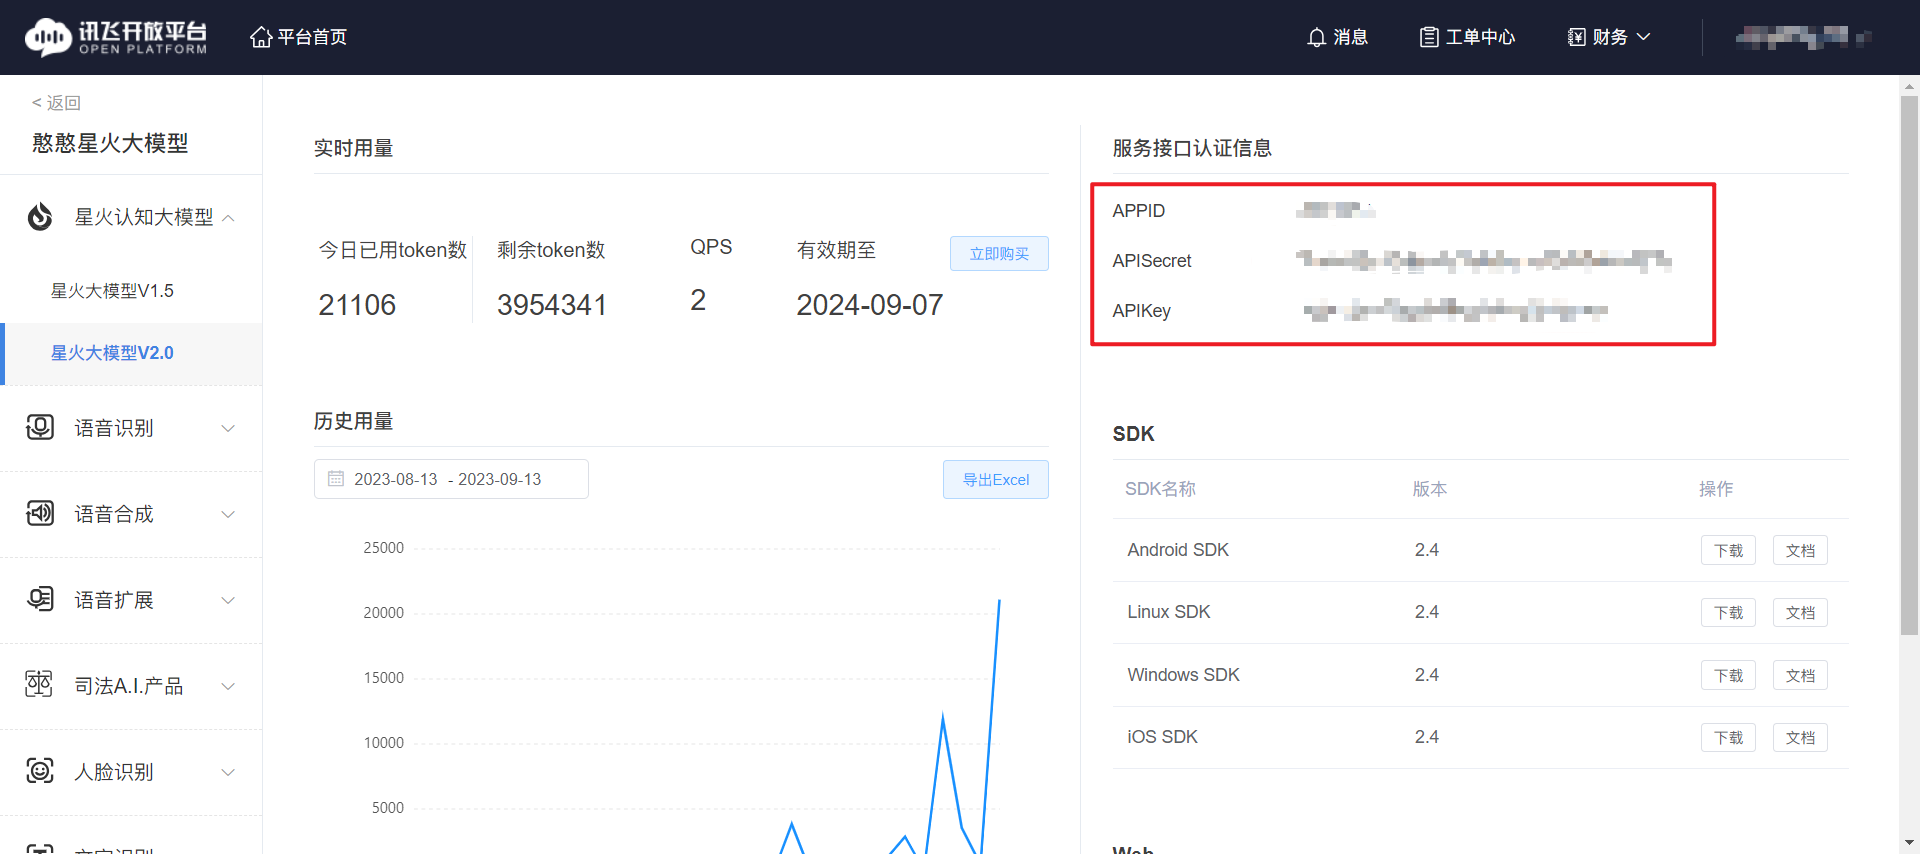 讯飞开放平台
OPEN PLATFORM
平台首页
消息
工单中心
财务
< 返回
憨憨星火大模型
星火认知大模型
星火大模型V1.5
星火大模型V2.0
语音识别
语音合成
语音扩展
司法A.I.产品
人脸识别
实时用量
今日已用token数
21106
剩余token数
3954341
QPS
2
有效期至
2024-09-07
立即购买
历史用量
2023-08-13 - 2023-09-13
导出Excel
25000
20000
15000
10000
5000
服务接口认证信息
APPID
APISecret
APIKey
SDK
SDK名称 版本 操作
Android SDK 2.4 下载 文档
Linux SDK 2.4 下载 文档
Windows SDK 2.4 下载 文档
iOS SDK 2.4 下载 文档
Web